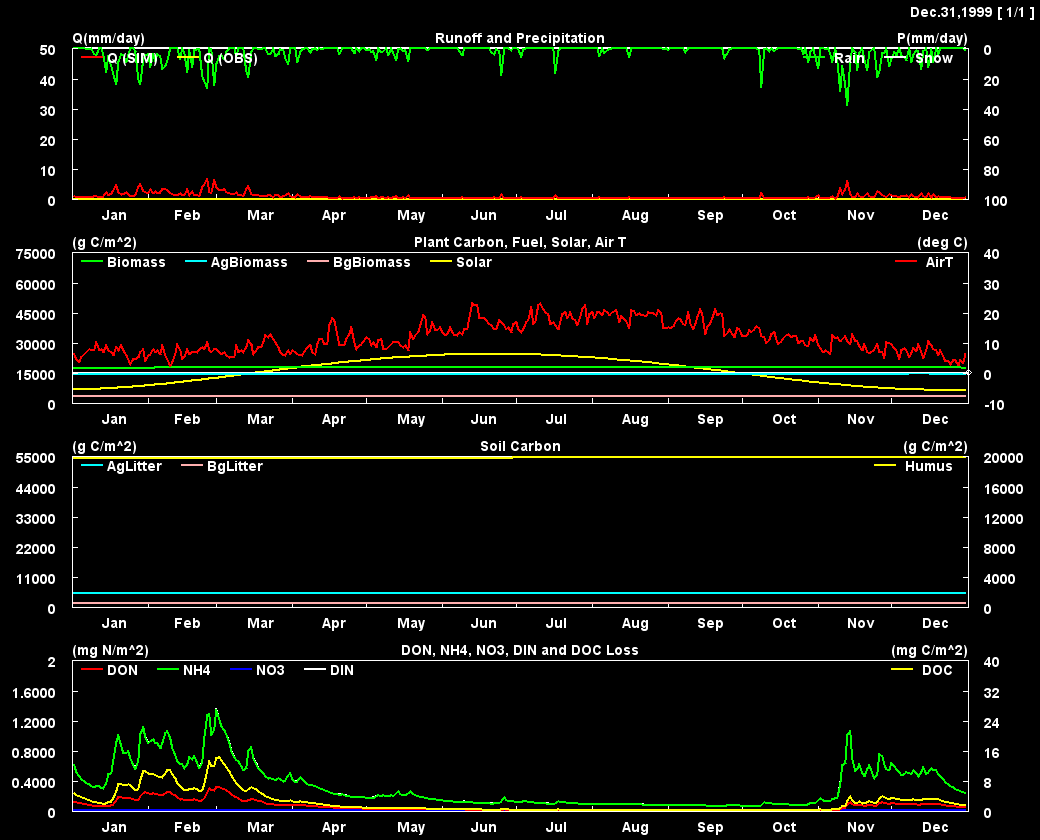 Dec.31,1999 [ 1/1 ]
Q(mm/day) Runoff and Precipitation P(mm/day)
50 0
Q (SIM) Q (OBS) Rain Snow
40 20
30 40
20 60
10 80
0 100
Jan Feb Mar Apr May Jun Jul Aug Sep Oct Nov Dec
(g C/m^2) Plant Carbon, Fuel, Solar, Air T (deg C)
75000 40
Biomass AgBiomass BgBiomass Solar AirT
60000 30
45000 20
30000 10
15000 0
0 -10
Jan Feb Mar Apr May Jun Jul Aug Sep Oct Nov Dec
(g C/m^2) Soil Carbon (g C/m^2)
55000 20000
AgLitter BgLitter Humus
44000 16000
33000 12000
22000 8000
11000 4000
0 0
Jan Feb Mar Apr May Jun Jul Aug Sep Oct Nov Dec
(mg N/m^2) DON, NH4, NO3, DIN and DOC Loss (mg C/m^2)
2 40
DON NH4 NO3 DIN DOC
1.6000 32
1.2000 24
0.8000 16
0.4000 8
0 0
Jan Feb Mar Apr May Jun Jul Aug Sep Oct Nov Dec